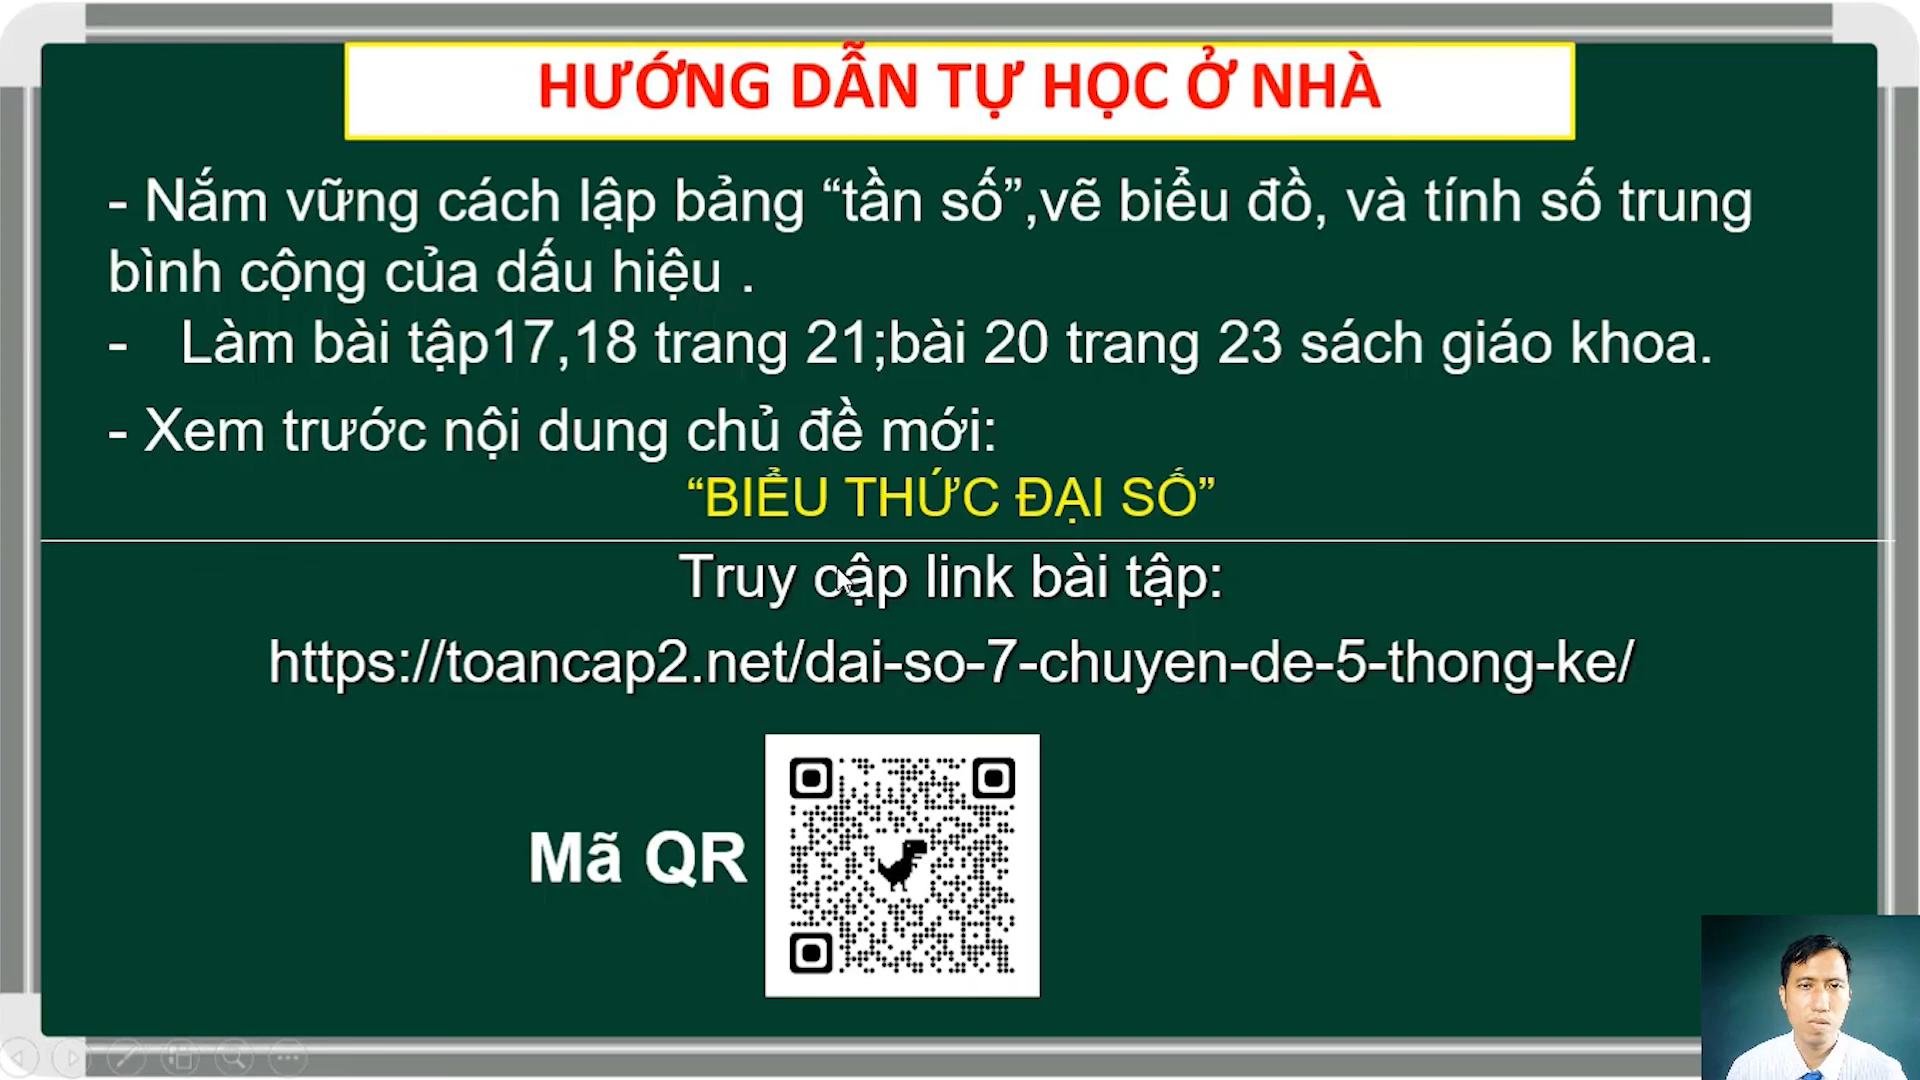 HƯỚNG DẪN TỰ HỌC Ở NHÀ
- Nắm vững cách lập bảng “tần số”,vẽ biểu đồ, và tính số trung
bình cộng của dấu hiệu .
- Làm bài tập17,18 trang 21;bài 20 trang 23 sách giáo khoa.
- Xem trước nội dung chủ đề mới:
“BIỂU THỨC ĐẠI SỐ”
Truy cập link bài tập:
https://toancap2.net/dai-so-7-chuyen-de-5-thong-ke/
Mã QR